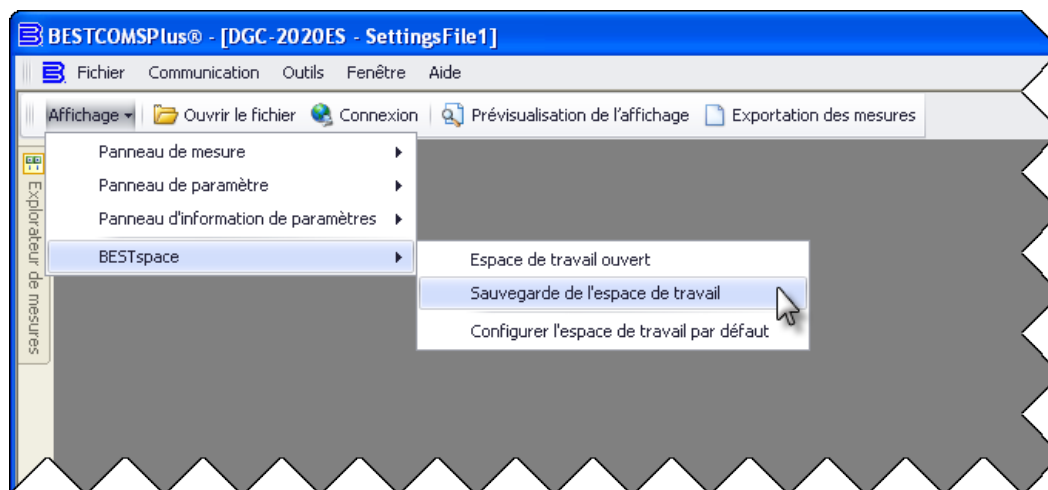 BESTCOMSPlus® - [DGC-2020ES - SettingsFile1]
Fichier Communication Outils Fenêtre Aide
Affichage Ouvrir le fichier Connexion Prévisualisation de l'affichage Exportation des mesures
Explorateur de mesures
Panneau de mesure
Panneau de paramètre
Panneau d'information de paramètres
BESTspace
Espace de travail ouvert
Sauvegarde de l'espace de travail
Configurer l'espace de travail par défaut